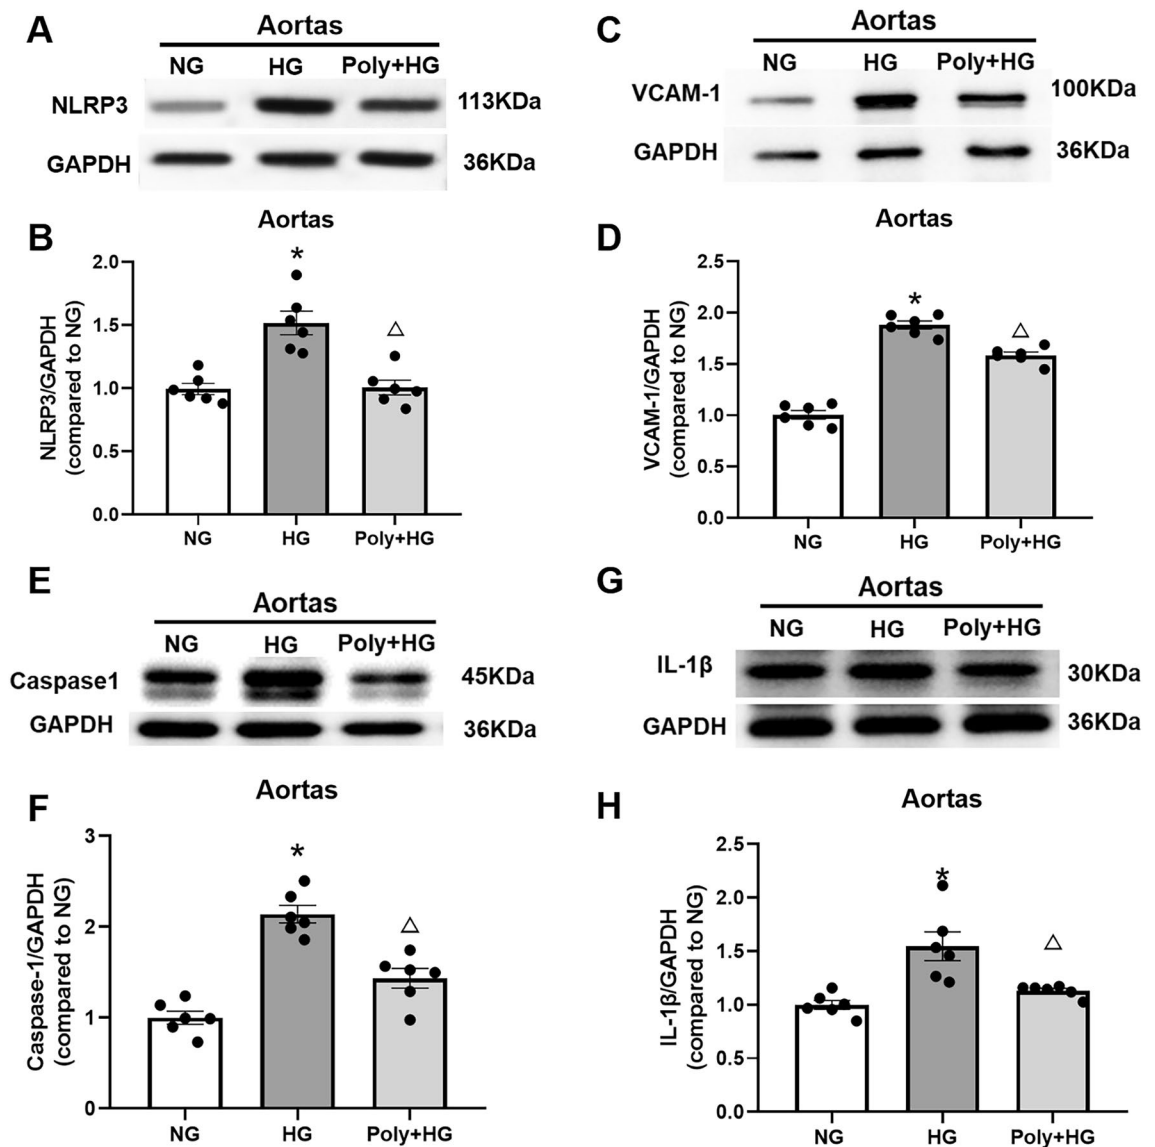 A
Aortas
NG HG Poly+HG
NLRP3 113KDa
GAPDH 36KDa
C
Aortas
NG HG Poly+HG
VCAM-1 100KDa
GAPDH 36KDa
B
Aortas
NLRP3/GAPDH
(compared to NG)
2.0
1.5
1.0
0.5
0.0
*
△
NG HG Poly+HG
D
Aortas
VCAM-1/GAPDH
(compared to NG)
2.5
2.0
1.5
1.0
0.5
0.0
*
△
NG HG Poly+HG
E
Aortas
NG HG Poly+HG
Caspase1 45KDa
GAPDH 36KDa
G
Aortas
NG HG Poly+HG
IL-1β 30KDa
GAPDH 36KDa
F
Aortas
Caspase-1/GAPDH
(compared to NG)
3
2
1
0
*
△
NG HG Poly+HG
H
Aortas
IL-1β/GAPDH
(compared to NG)
2.5
2.0
1.5
1.0
0.5
0.0
*
△
NG HG Poly+HG